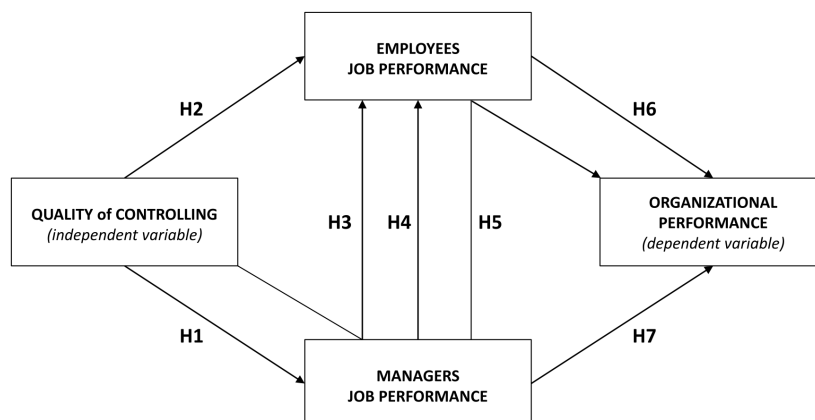 EMPLOYEES
JOB PERFORMANCE
H2
H6
QUALITY of CONTROLLING
(independent variable)
H3
H4
H5
ORGANIZATIONAL
PERFORMANCE
(dependent variable)
H1
H7
MANAGERS
JOB PERFORMANCE